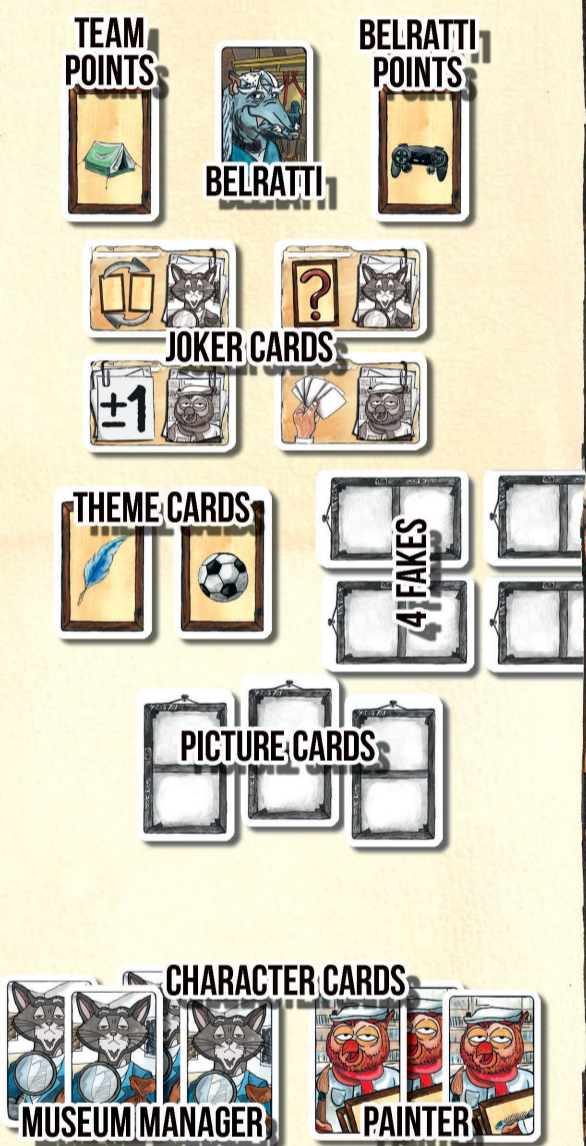 TEAM
POINTS
BELRATTI
POINTS
BELRATTI
?
JOKER CARDS
±1
THEME CARDS
4 FAKES
PICTURE CARDS
CHARACTER CARDS
MUSEUM MANAGER
PAINTER